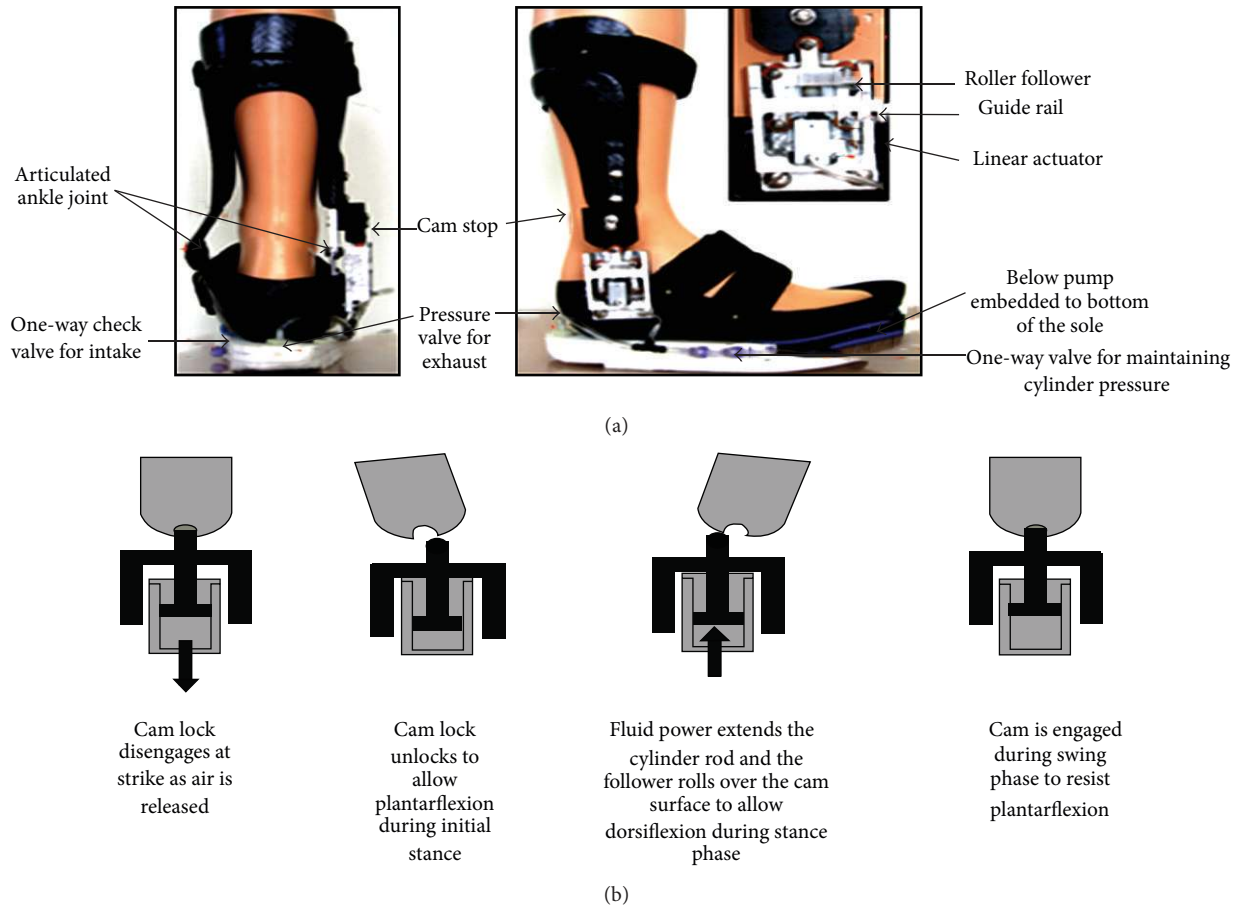 Articulated
ankle joint
One-way check
valve for intake
Cam stop
Pressure
valve for
exhaust
Roller follower
Guide rail
Linear actuator
Below pump
embedded to bottom
of the sole
One-way valve for maintaining
cylinder pressure
(a)
Cam lock
disengages at
strike as air is
released
Cam lock
unlocks to
allow
plantarflexion
during initial
stance
Fluid power extends the
cylinder rod and the
follower rolls over the cam
surface to allow
dorsiflexion during stance
phase
Cam is engaged
during swing
phase to resist
plantarflexion
(b)